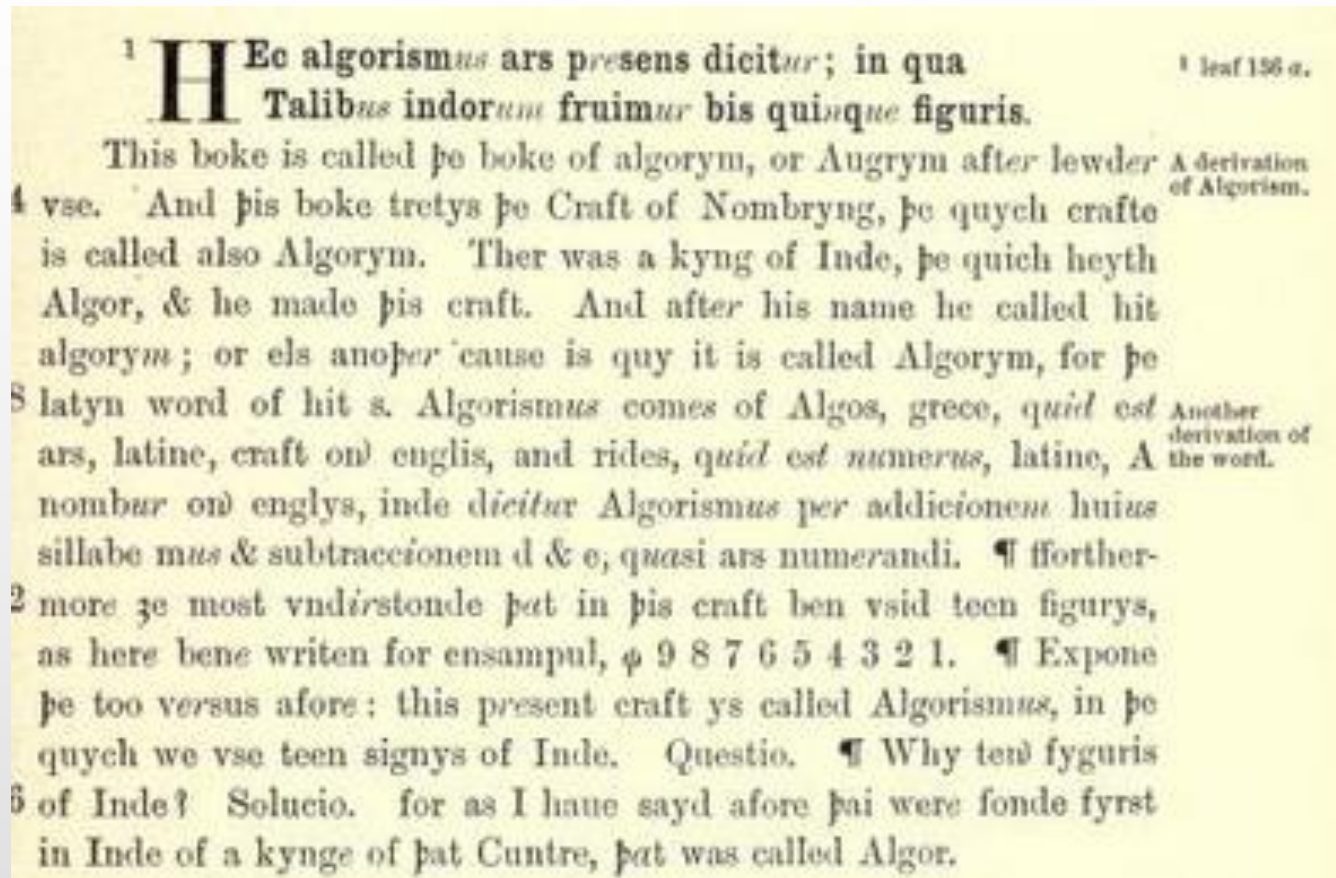 1 HEc algorismus ars presens dicitur; in qua
1 leaf 136 a.
Talibus indorum fruimur bis quinque figuris.
This boke is called þe boke of algorym, or Augrym after lewder
A derivation
of Algorism.
4 vse. And þis boke tretys þe Craft of Nombryng, þe quych crafte
is called also Algorym. Ther was a kyng of Inde, þe quich heyth
Algor, & he made þis craft. And after his name he called hit
algorym; or els anoþer cause is quy it is called Algorym, for þe
8 latyn word of hit s. Algorismus comes of Algos, grece, quid est
Another
derivation of
the word.
ars, latine, craft oɳ englis, and rides, quid est numerus, latine, A
nombur oɳ englys, inde dicitur Algorismus per addicionem huius
sillabe mus & subtraccionem d & e, quasi ars numerandi. ¶ fforther-
2 more ȝe most vndirstonde þat in þis craft ben vsid teen figurys,
as here bene writen for ensampul, φ 9 8 7 6 5 4 3 2 1. ¶ Expone
þe too versus afore: this present craft ys called Algorismus, in þe
quych we vse teen signys of Inde. Questio. ¶ Why teɳ fyguris
6 of Inde? Solucio. for as I haue sayd afore þai were fonde fyrst
in Inde of a kynge of þat Cuntre, þat was called Algor.